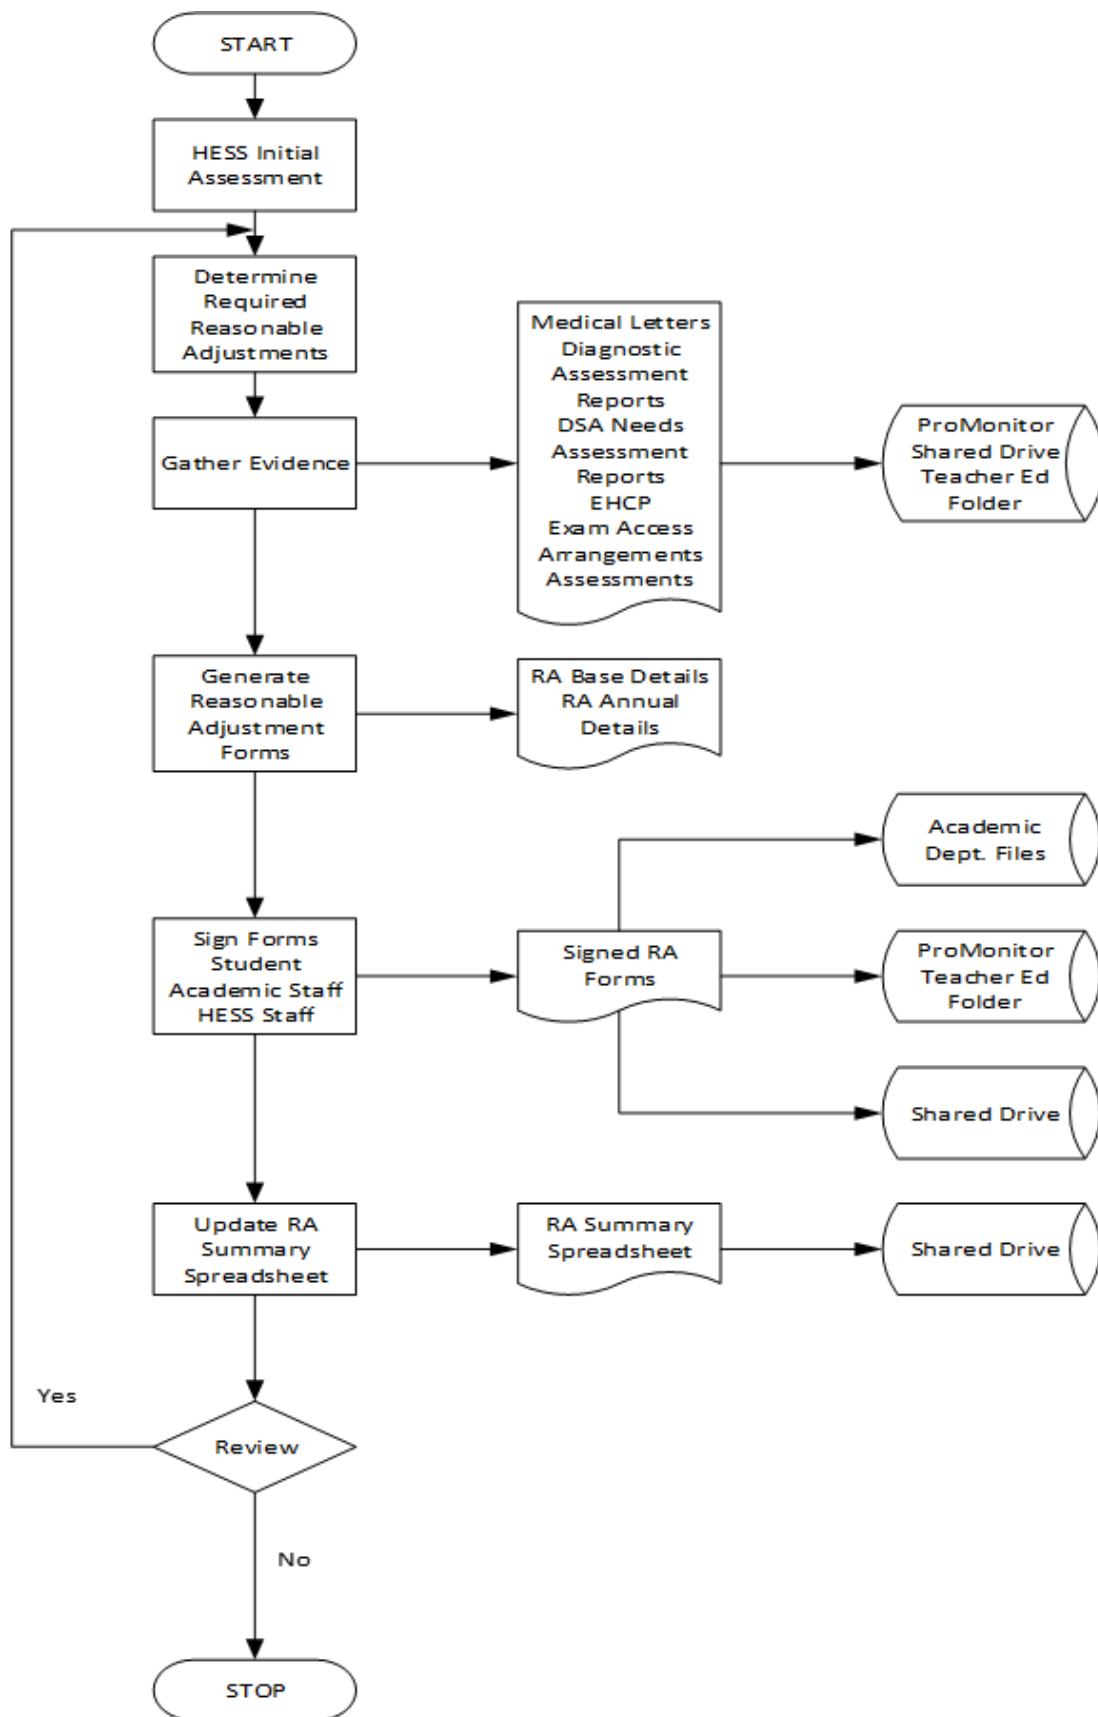 START
HESS Initial
Assessment
Determine
Required
Reasonable
Adjustments
Gather Evidence
Medical Letters
Diagnostic
Assessment
Reports
DSA Needs
Assessment
Reports
EHCP
Exam Access
Arrangements
Assessments
ProMonitor
Shared Drive
Teacher Ed
Folder
Generate
Reasonable
Adjustment
Forms
RA Base Details
RA Annual
Details
Academic
Dept. Files
Sign Forms
Student
Academic Staff
HESS Staff
Signed RA
Forms
ProMonitor
Teacher Ed
Folder
Shared Drive
Update RA
Summary
Spreadsheet
RA Summary
Spreadsheet
Shared Drive
Yes
Review
No
STOP